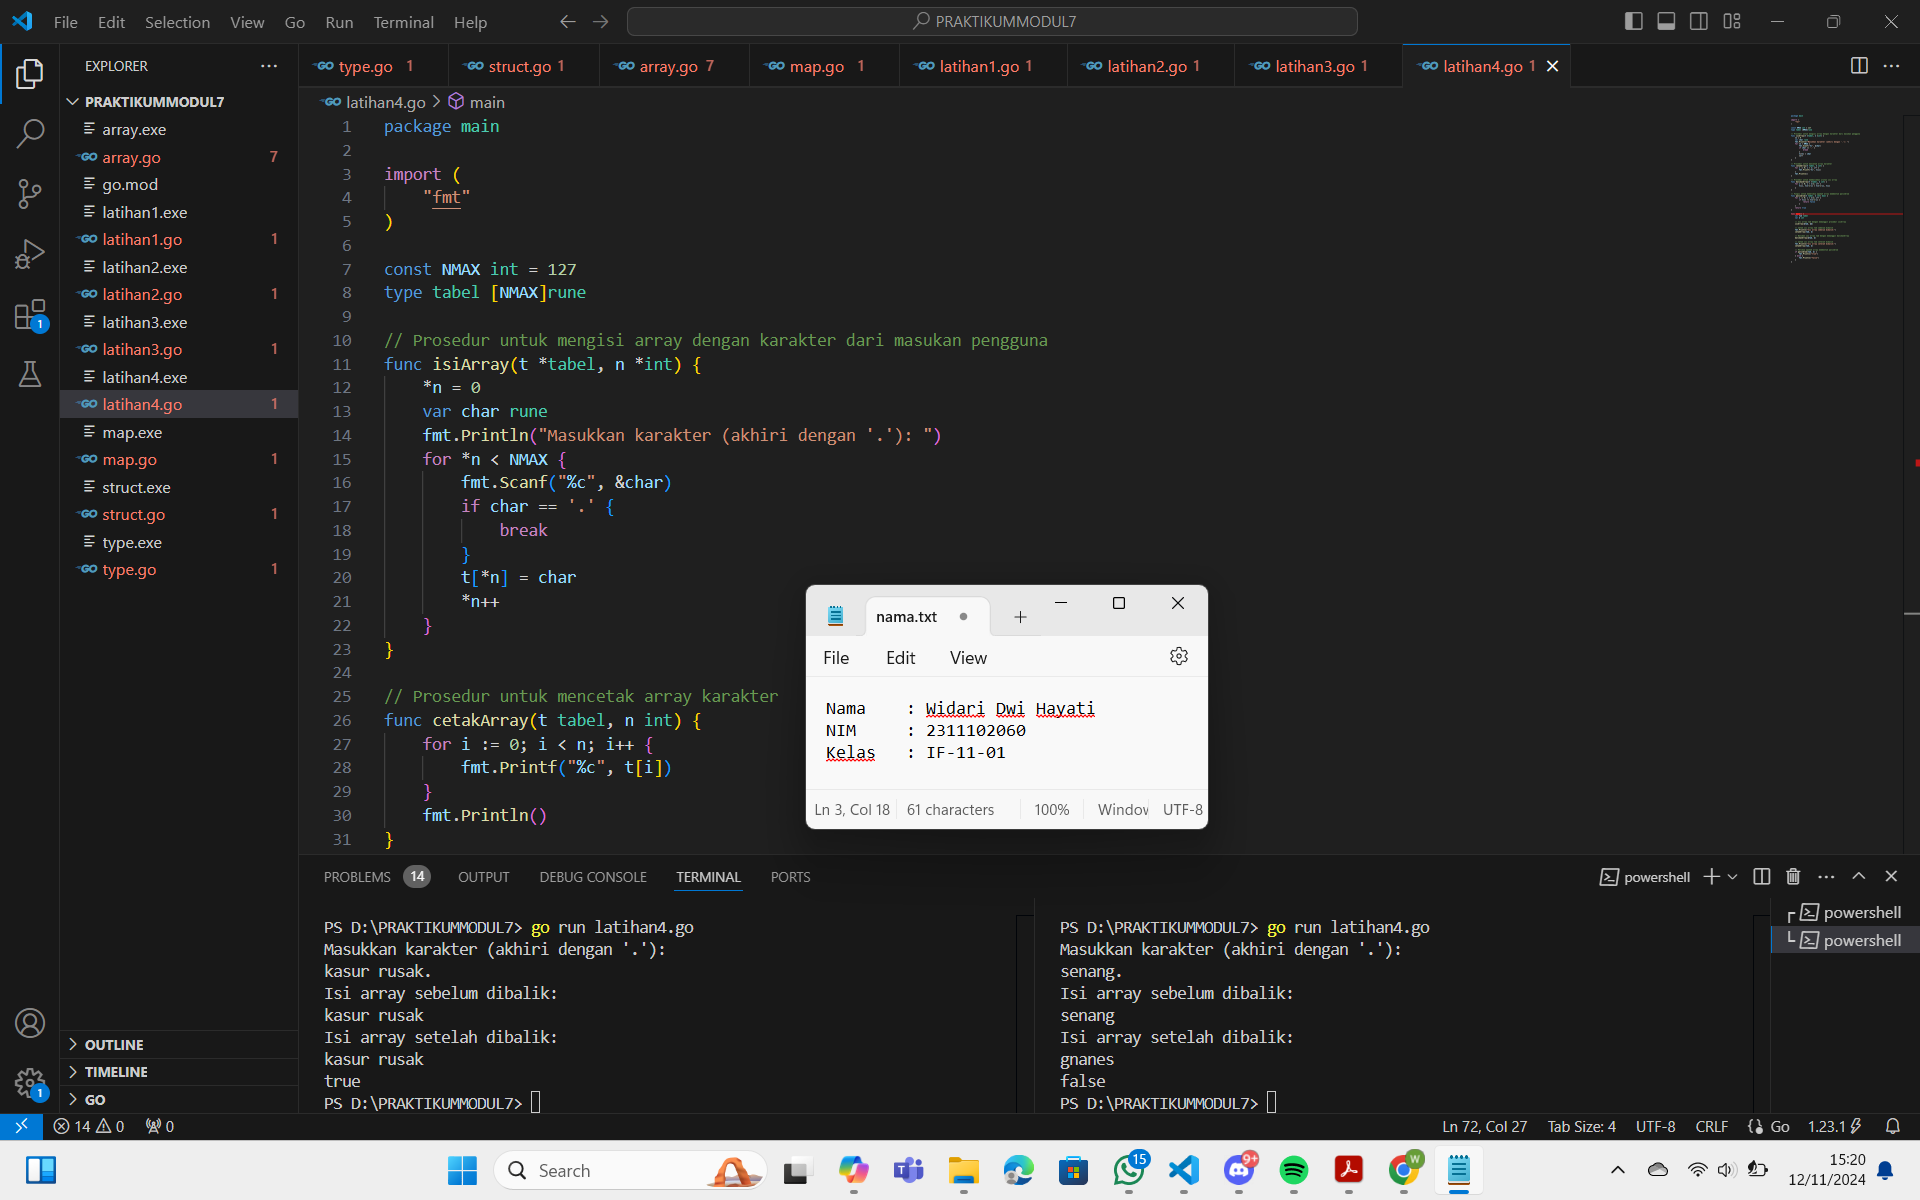 File Edit Selection View Go Run Terminal Help
PRAKTIKUMMODUL7
EXPLORER
PRAKTIKUMMODUL7
array.exe
array.go 7
go.mod
latihan1.exe
latihan1.go 1
latihan2.exe
latihan2.go 1
latihan3.exe
latihan3.go 1
latihan4.exe
latihan4.go 1
map.exe
map.go 1
struct.exe
struct.go 1
type.exe
type.go 1
OUTLINE
TIMELINE
GO
type.go 1 struct.go 1 array.go 7 map.go 1 latihan1.go 1 latihan2.go 1 latihan3.go 1 latihan4.go 1
latihan4.go > main
1 package main
2
3 import (
4 "fmt"
5 )
6
7 const NMAX int = 127
8 type tabel [NMAX]rune
9
10 // Prosedur untuk mengisi array dengan karakter dari masukan pengguna
11 func isiArray(t *tabel, n *int) {
12 *n = 0
13 var char rune
14 fmt.Println("Masukkan karakter (akhiri dengan '.'): ")
15 for *n < NMAX {
16 fmt.Scanf("%c", &char)
17 if char == '.' {
18 break
19 }
20 t[*n] = char
21 *n++
22 }
23 }
24
25 // Prosedur untuk mencetak array karakter
26 func cetakArray(t tabel, n int) {
27 for i := 0; i < n; i++ {
28 fmt.Printf("%c", t[i])
29 }
30 fmt.Println()
31 }
nama.txt
File Edit View
Nama : Widari Dwi Hayati
NIM : 2311102060
Kelas : IF-11-01
Ln 3, Col 18 61 characters 100% Window UTF-8
PROBLEMS 14 OUTPUT DEBUG CONSOLE TERMINAL PORTS
powershell
PS D:\PRAKTIKUMMODUL7> go run latihan4.go
Masukkan karakter (akhiri dengan '.'):
kasur rusak.
Isi array sebelum dibalik:
kasur rusak
Isi array setelah dibalik:
kasur rusak
true
PS D:\PRAKTIKUMMODUL7>
PS D:\PRAKTIKUMMODUL7> go run latihan4.go
Masukkan karakter (akhiri dengan '.'):
senang.
Isi array sebelum dibalik:
senang
Isi array setelah dibalik:
gnanes
false
PS D:\PRAKTIKUMMODUL7>
powershell
powershell
14 0 0
Ln 72, Col 27 Tab Size: 4 UTF-8 CRLF Go 1.23.1
Search
15
9+
W
15:20
12/11/2024